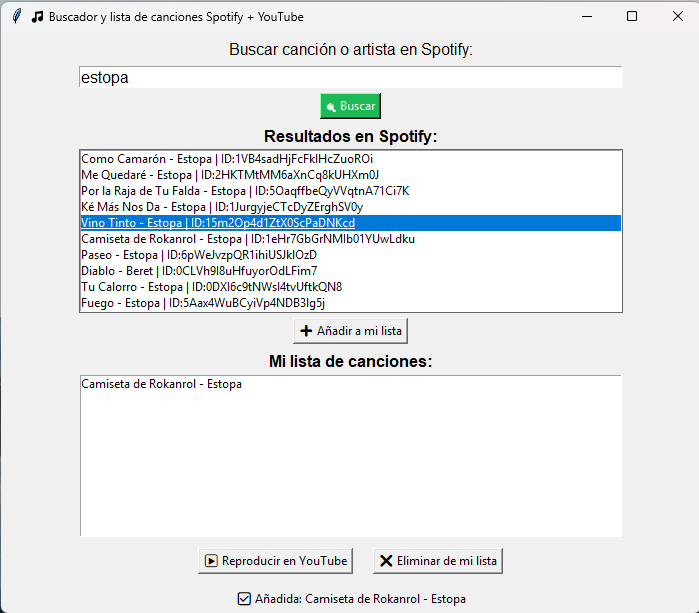 Buscador y lista de canciones Spotify + YouTube
Buscar canción o artista en Spotify:
estopa
Buscar
Resultados en Spotify:
Como Camarón - Estopa | ID:1VB4sadHjFcFklHcZuoROi
Me Quedaré - Estopa | ID:2HKTMtMM6aXnCq8kUHXm0J
Por la Raja de Tu Falda - Estopa | ID:5OaqffbeQyVVqtnA71Ci7K
Ké Más Nos Da - Estopa | ID:1JurgyjeCTcDyZErghSV0y
Vino Tinto - Estopa | ID:15m2Op4d1ZtX0ScPaDNKcd
Camiseta de Rokanrol - Estopa | ID:1eHr7GbGrNMIb01YUwLdku
Paseo - Estopa | ID:6pWeJvzpQR1ihiUSJklOzD
Diablo - Beret | ID:0CLVh9l8uHfuyorOdLFim7
Tu Calorro - Estopa | ID:0DXI6c9tNWsl4tvUftkQN8
Fuego - Estopa | ID:5Aax4WuBCyiVp4NDB3Ig5j
Añadir a mi lista
Mi lista de canciones:
Camiseta de Rokanrol - Estopa
Reproducir en YouTube
Eliminar de mi lista
Añadida: Camiseta de Rokanrol - Estopa